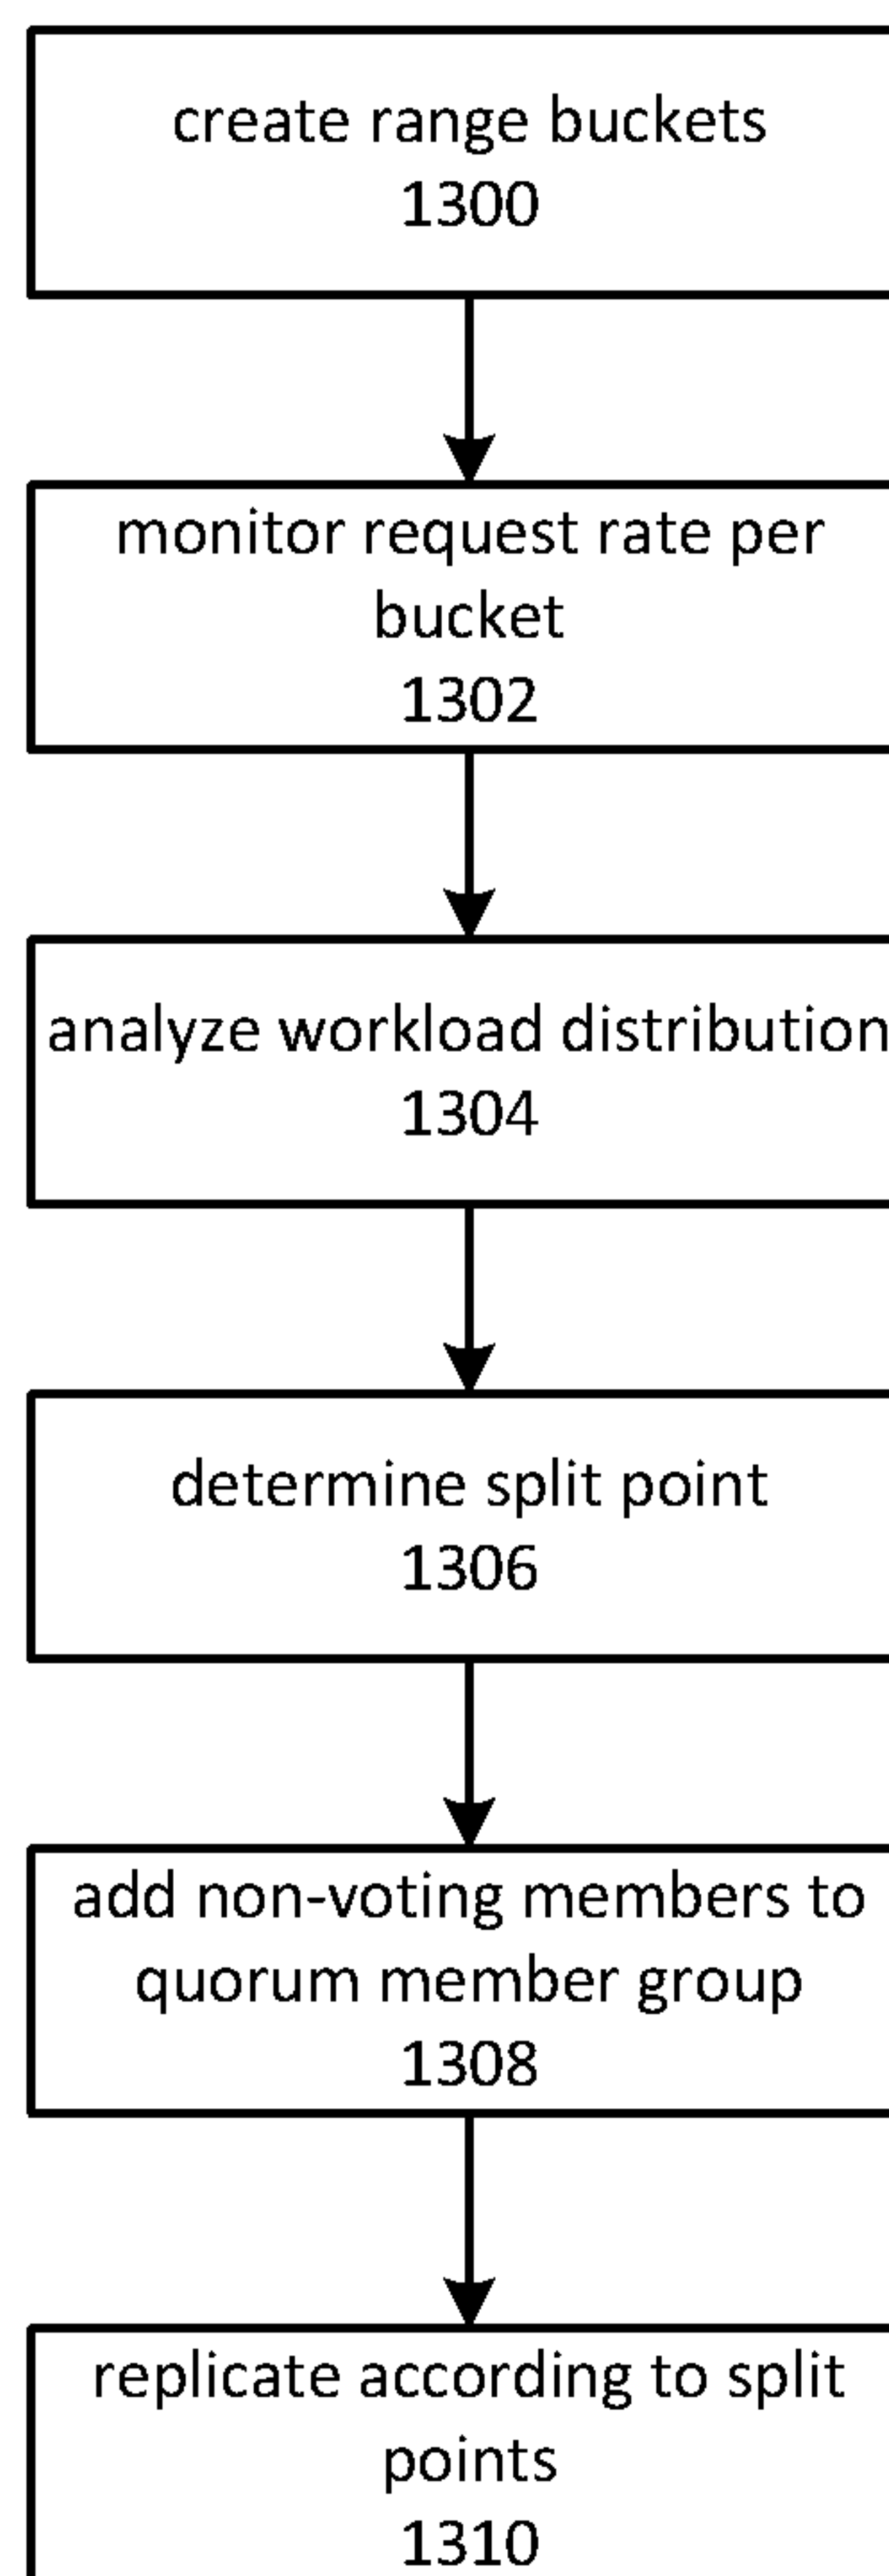 create range buckets
1300
monitor request rate per
bucket
1302
analyze workload distribution
1304
determine split point
1306
add non-voting members to
quorum member group
1308
replicate according to split
points
1310